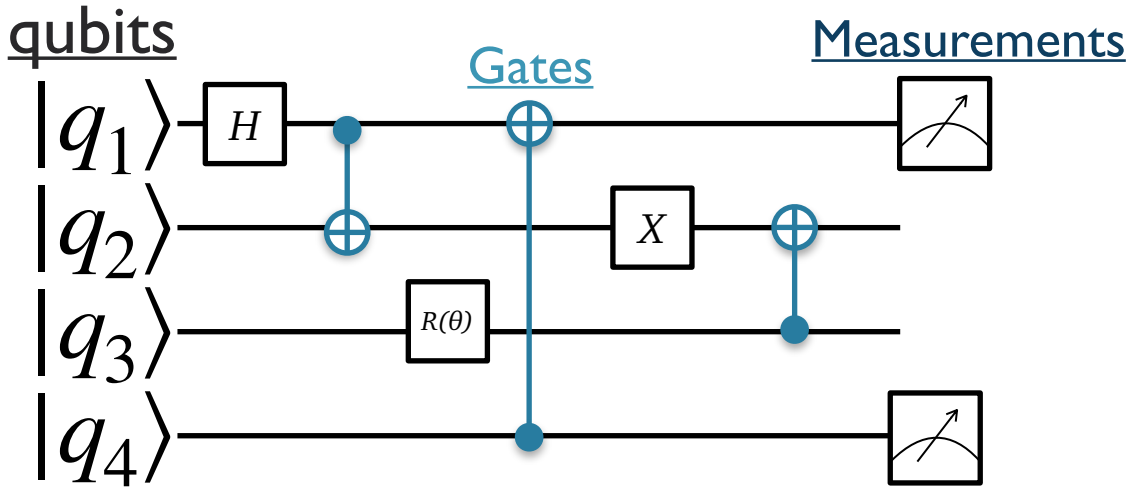 qubits
Gates
Measurements
|q₁⟩
H
|q₂⟩
X
|q₃⟩
R(θ)
|q₄⟩